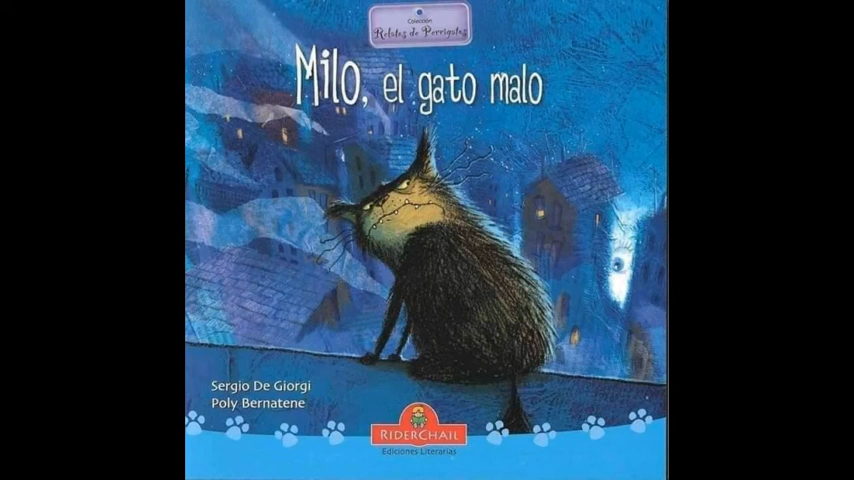 Colección
Relatos de Perrigatos
Milo, el gato malo
Sergio De Giorgi
Poly Bernatene
RIDERCHAIL
Ediciones Literarias